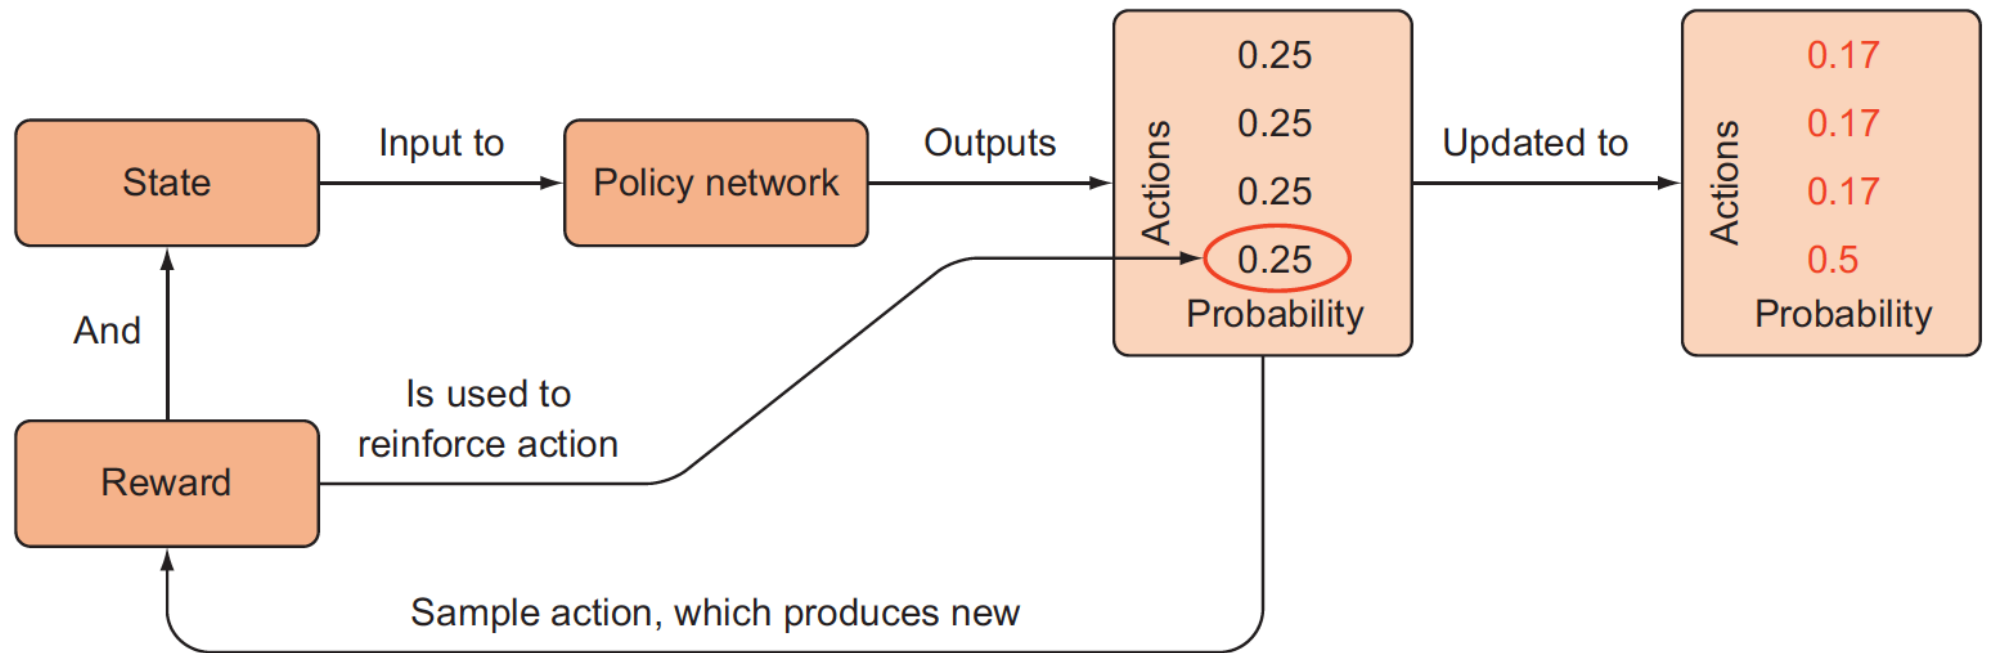 State
Input to
Policy network
Outputs
Actions
0.25
0.25
0.25
0.25
Probability
Updated to
Actions
0.17
0.17
0.17
0.5
Probability
And
Is used to
reinforce action
Reward
Sample action, which produces new